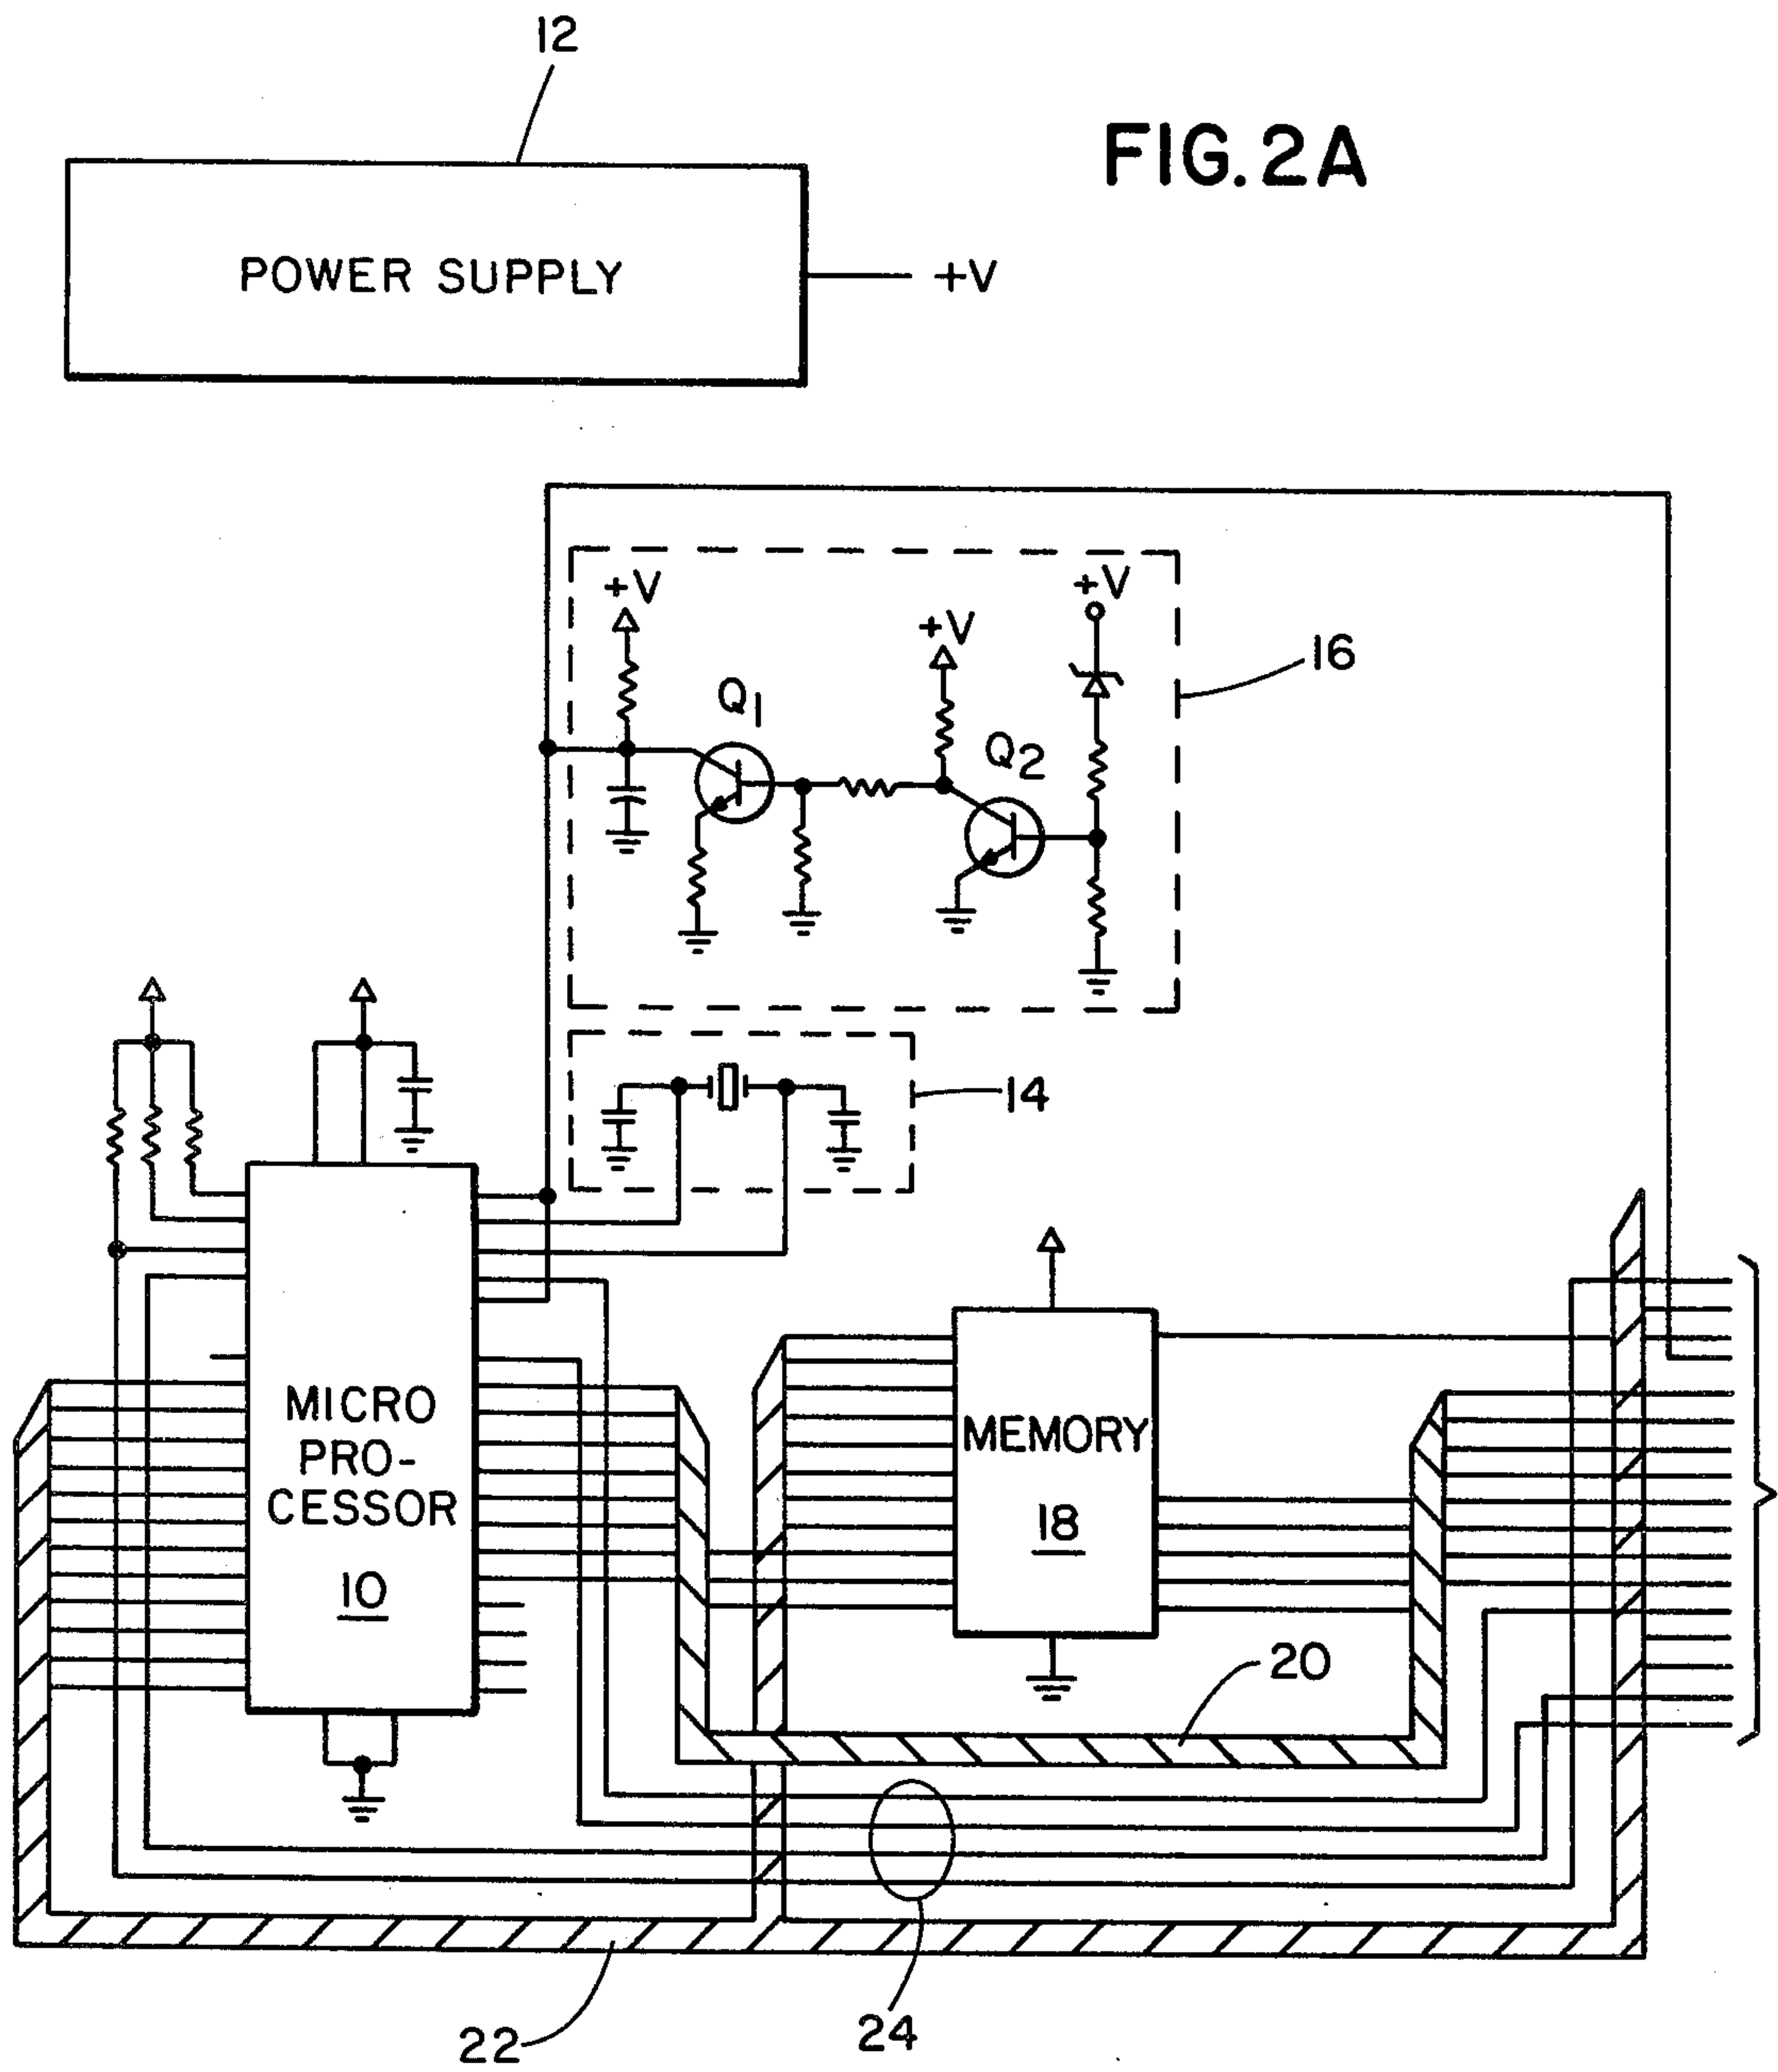 12
FIG. 2A
POWER SUPPLY
+V
+V
+V
+V
16
Q1
Q2
14
MICRO
PRO-
CESSOR
10
MEMORY
18
20
22
24